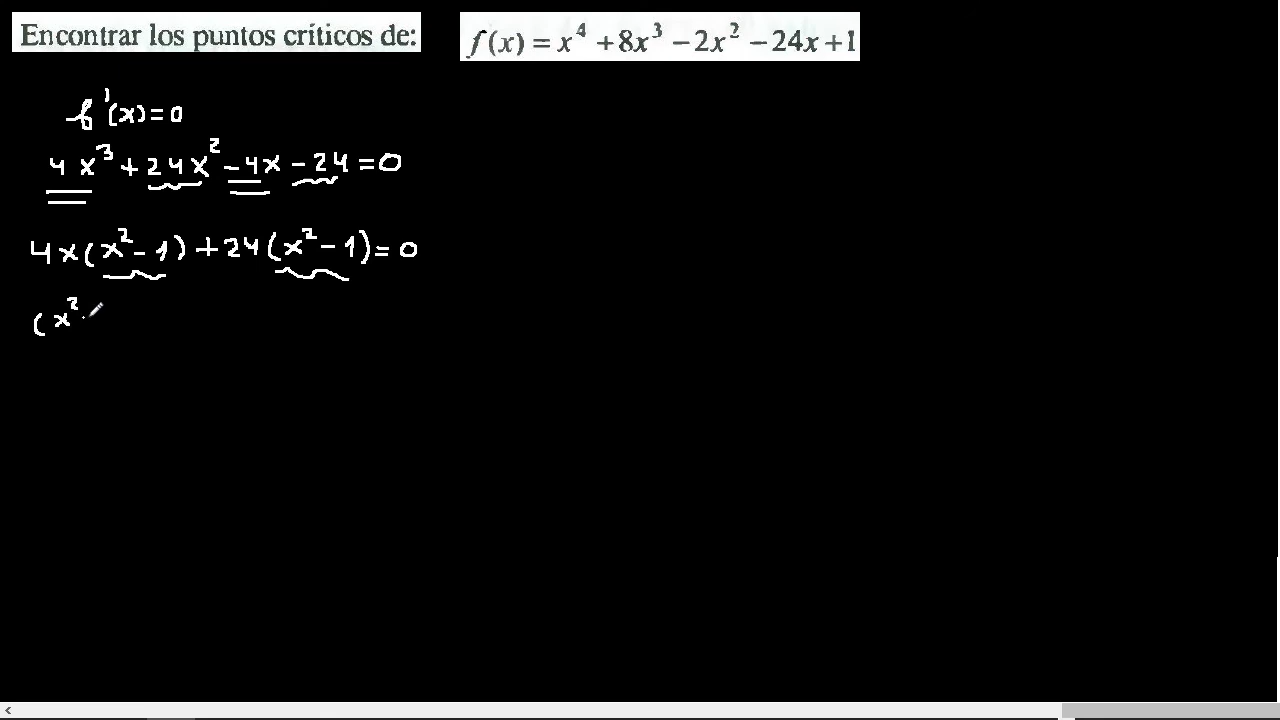 Encontrar los puntos críticos de: f(x) = x⁴ + 8x³ − 2x² − 24x + 1
f'(x) = 0
4x³ + 24x² − 4x − 24 = 0
4x(x² − 1) + 24(x² − 1) = 0
(x²